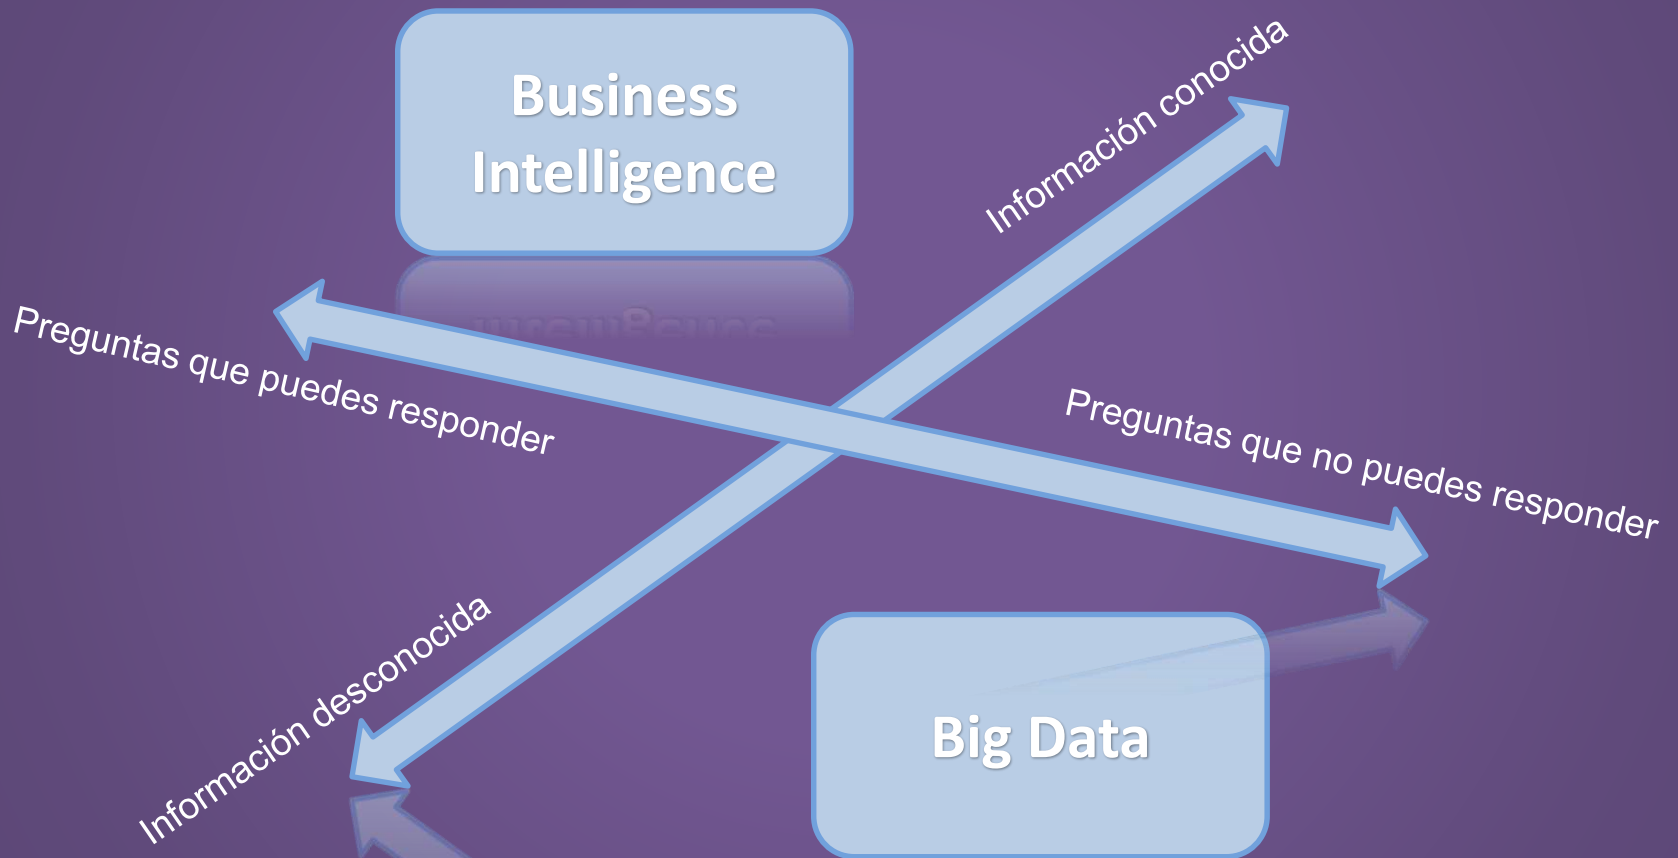 Business
Intelligence
Información conocida
Preguntas que puedes responder
Preguntas que no puedes responder
Información desconocida
Big Data